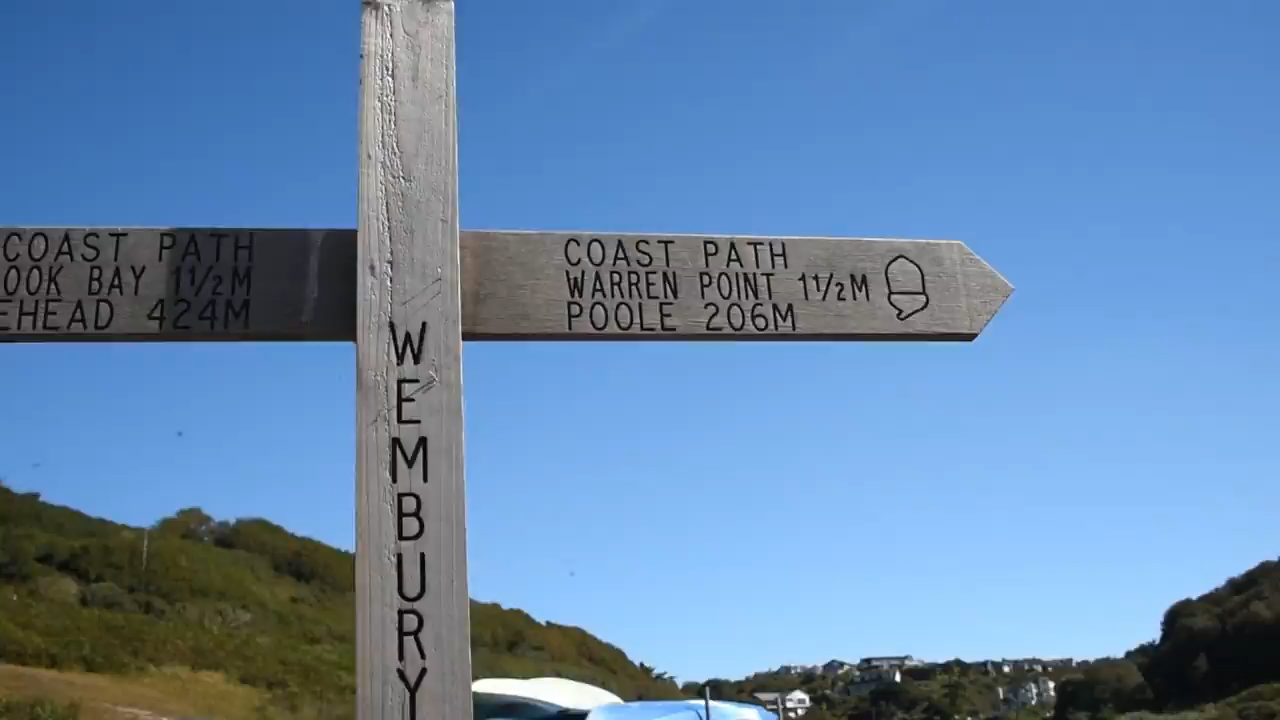 COAST PATH
OOK BAY 1½M
EHEAD 424M
COAST PATH
WARREN POINT 1½M
POOLE 206M
WEMBURY